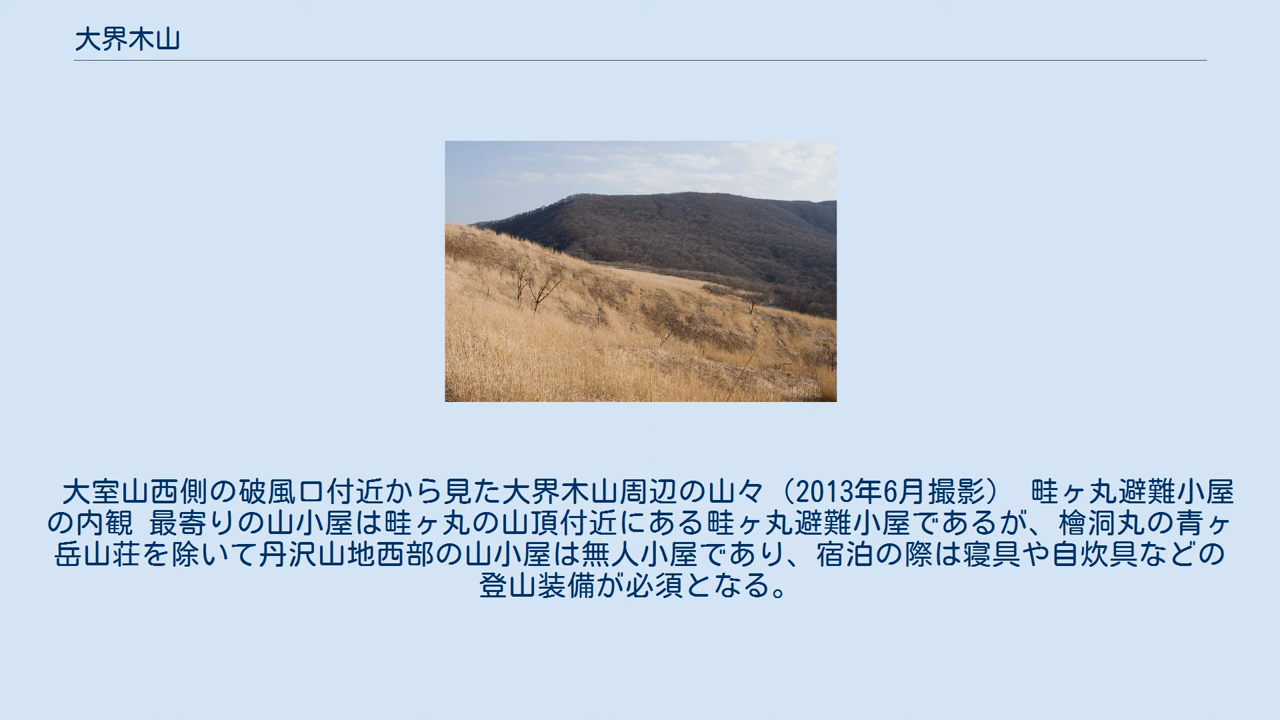 大界木山
大室山西側の破風口付近から見た大界木山周辺の山々（2013年6月撮影） 畦ヶ丸避難小屋
の内観 最寄りの山小屋は畦ヶ丸の山頂付近にある畦ヶ丸避難小屋であるが、檜洞丸の青ヶ
岳山荘を除いて丹沢山地西部の山小屋は無人小屋であり、宿泊の際は寝具や自炊具などの
登山装備が必須となる。